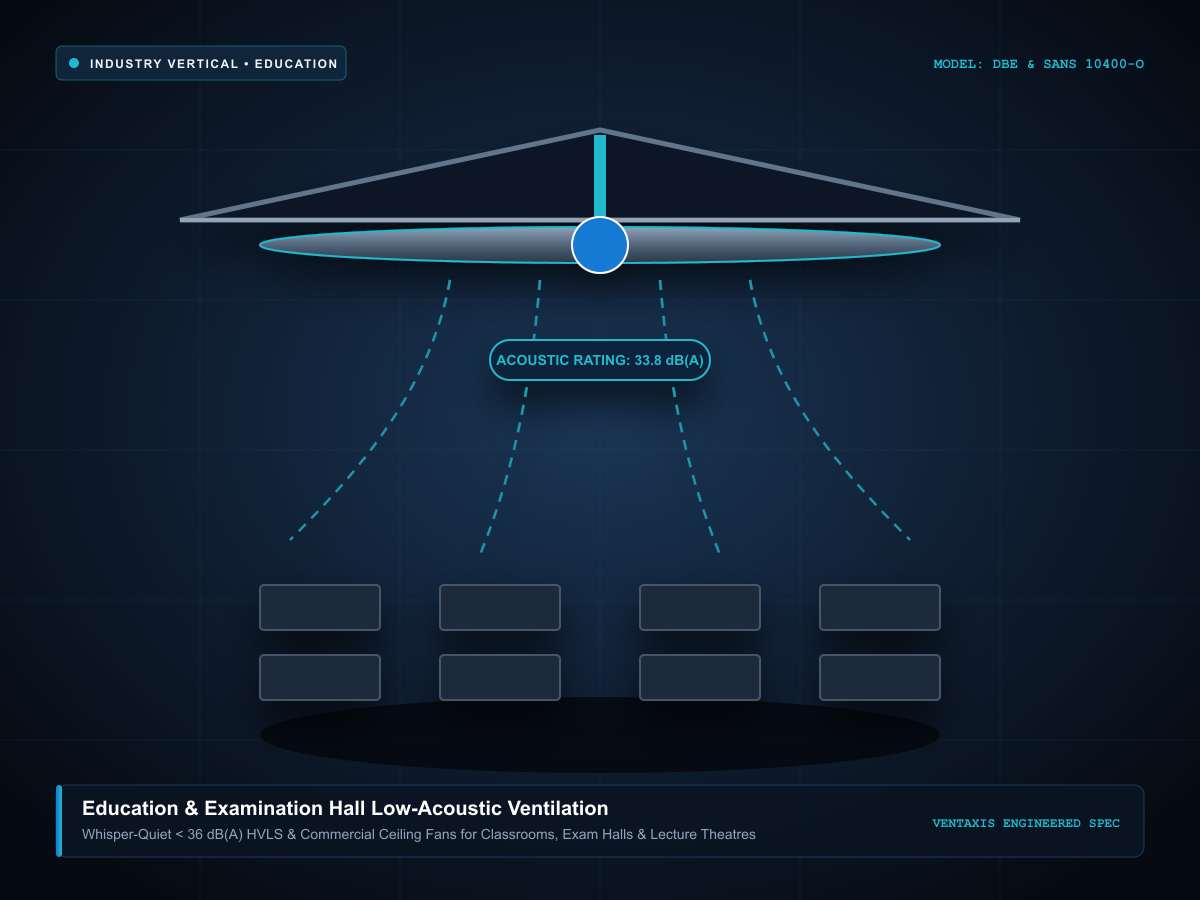 INDUSTRY VERTICAL • EDUCATION
MODEL: DBE & SANS 10400-O
ACOUSTIC RATING: 33.8 dB(A)
Education & Examination Hall Low-Acoustic Ventilation
Whisper-Quiet < 36 dB(A) HVLS & Commercial Ceiling Fans for Classrooms, Exam Halls & Lecture Theatres
VENTAXIS ENGINEERED SPEC